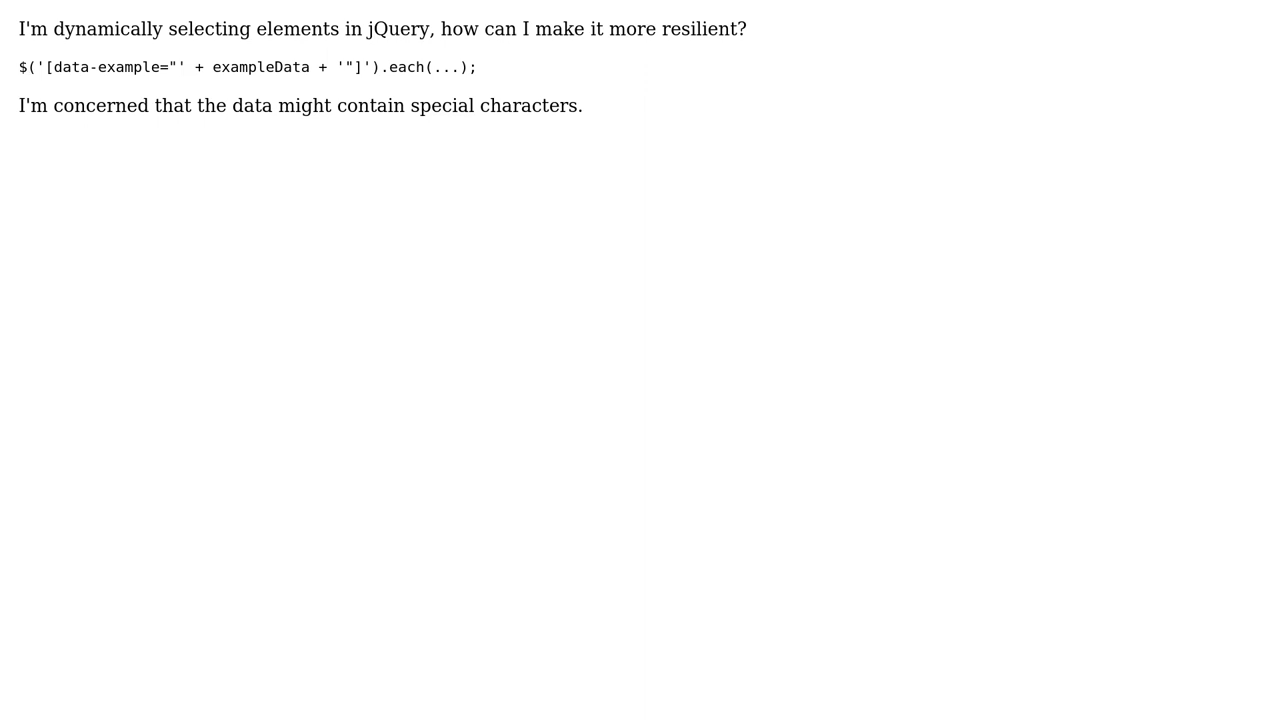 I'm dynamically selecting elements in jQuery, how can I make it more resilient?
$('[data-example="' + exampleData + '"]').each(...);
I'm concerned that the data might contain special characters.